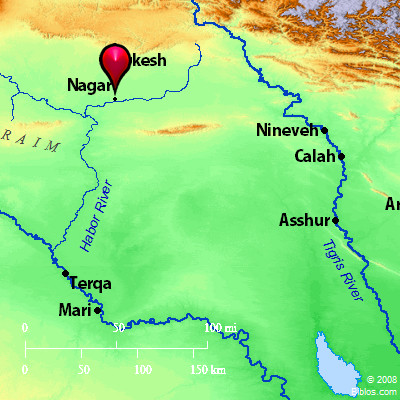 kesh
Nagar
Nineveh
Calah
RAIM
Habor River
Ar
Asshur
Tigris River
Terqa
Mari
0 50 100 mi
0 50 100 150 km
© 2008
Biblos.com